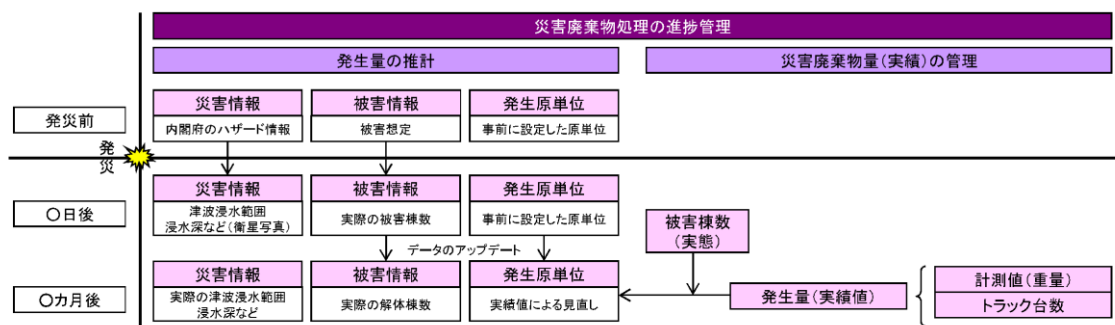 災害廃棄物処理の進捗管理
発生量の推計
災害廃棄物量(実績)の管理
発災前
災害情報
内閣府のハザード情報
被害情報
被害想定
発生原単位
事前に設定した原単位
発
災
〇日後
災害情報
津波浸水範囲
浸水深など(衛星写真)
被害情報
実際の被害棟数
発生原単位
事前に設定した原単位
被害棟数
(実態)
データのアップデート
〇カ月後
災害情報
実際の津波浸水範囲
浸水深など
被害情報
実際の解体棟数
発生原単位
実績値による見直し
発生量(実績値)
計測値(重量)
トラック台数